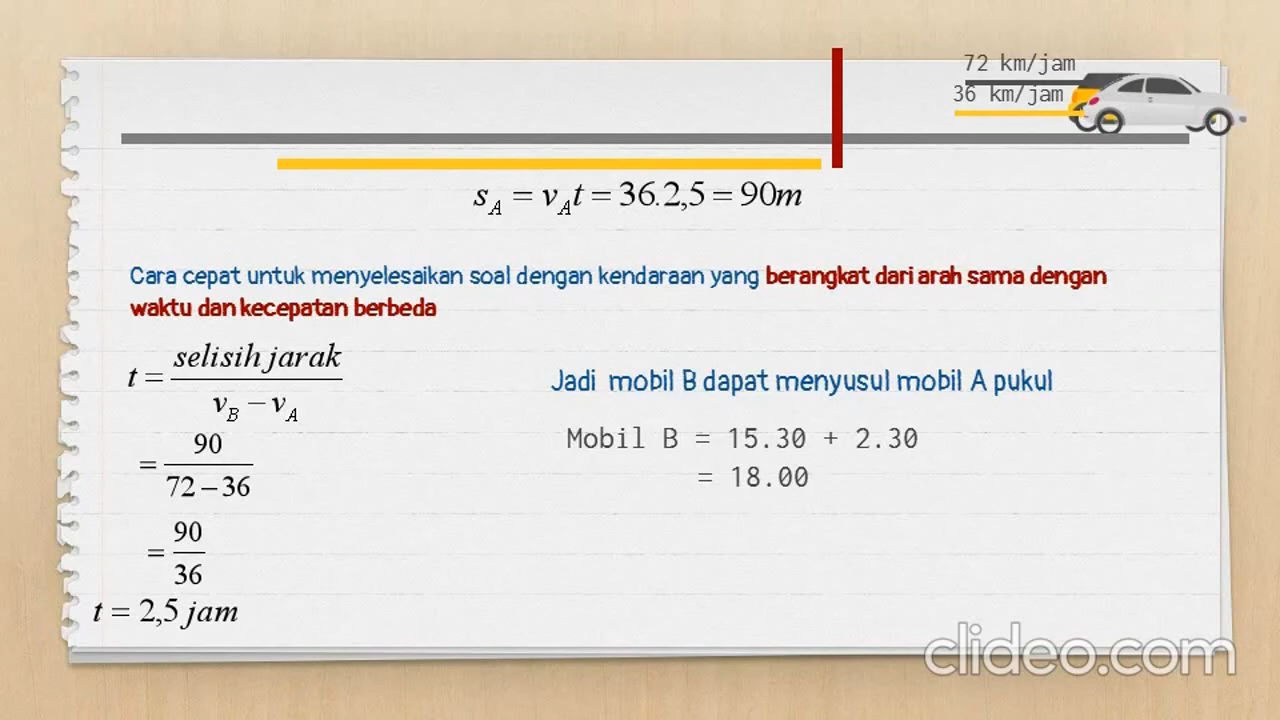 72 km/jam
36 km/jam
s_A = v_A t = 36.2,5 = 90m
Cara cepat untuk menyelesaikan soal dengan kendaraan yang berangkat dari arah sama dengan
waktu dan kecepatan berbeda
t = selisih jarak / v_B − v_A
= 90 / 72 − 36
= 90 / 36
t = 2,5 jam
Jadi mobil B dapat menyusul mobil A pukul
Mobil B = 15.30 + 2.30
= 18.00
clideo.com